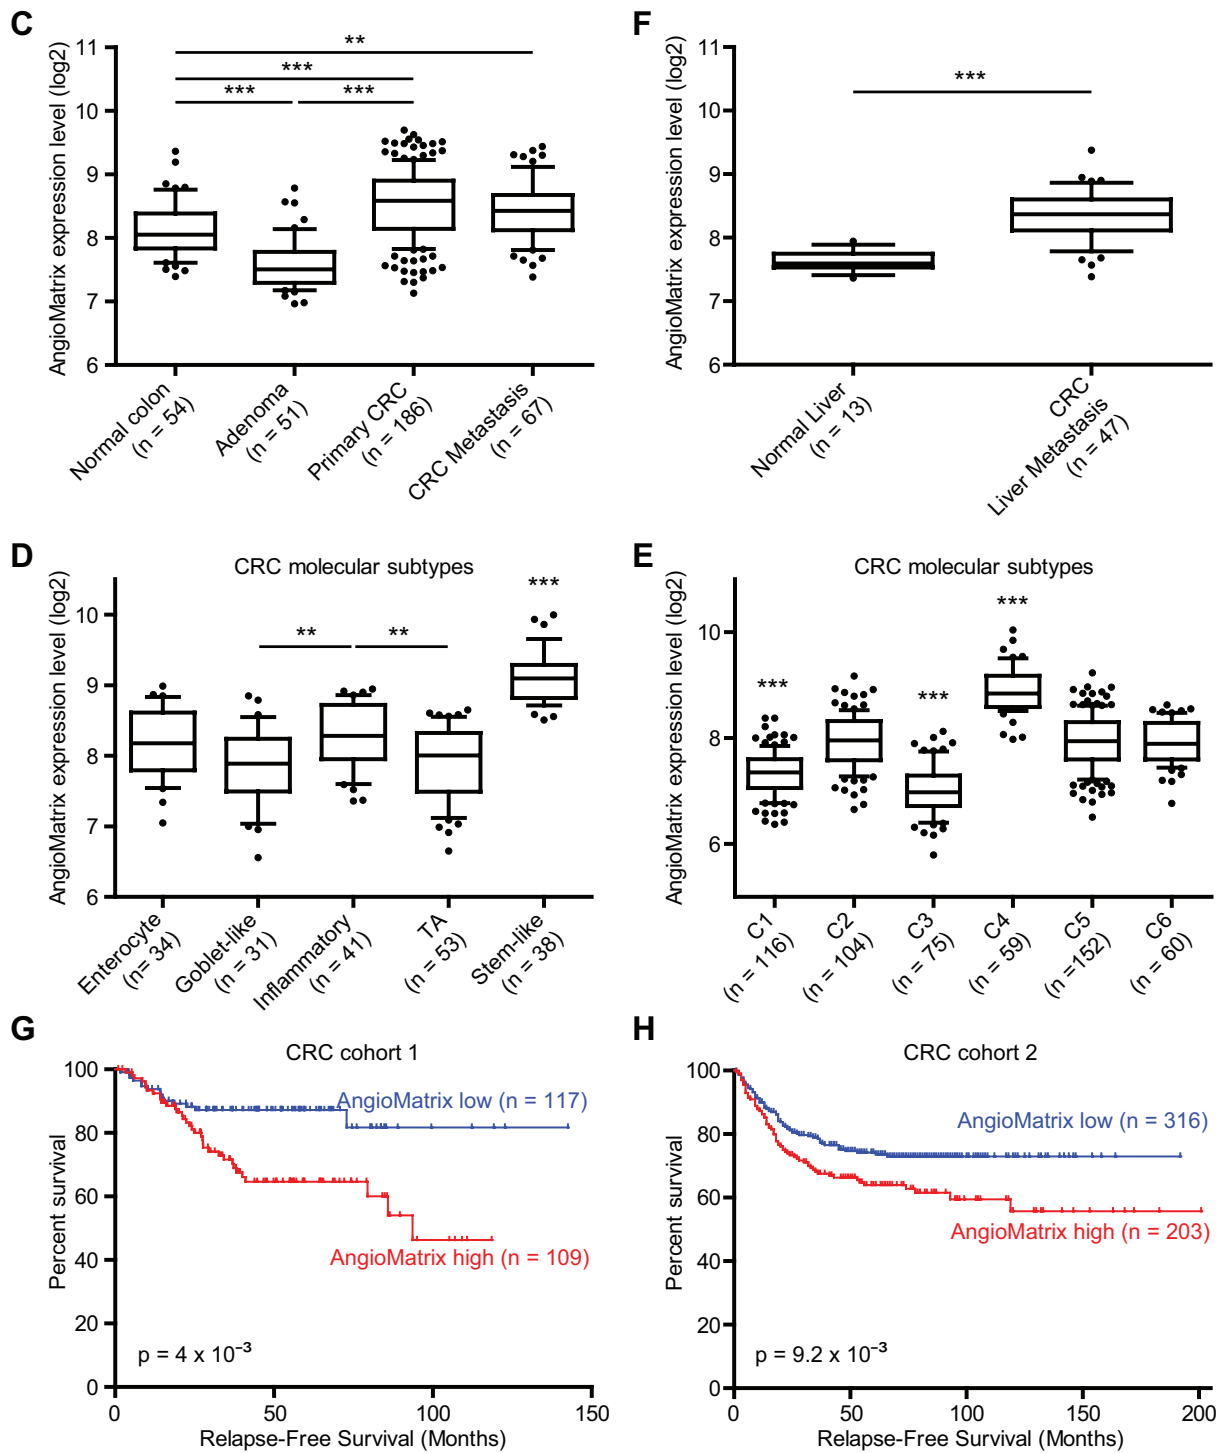 C
AngioMatrix expression level (log2)
11
10
9
8
7
6
**
***
*** ***
Normal colon
(n = 54)
Adenoma
(n = 51)
Primary CRC
(n = 186)
CRC Metastasis
(n = 67)
F
AngioMatrix expression level (log2)
11
10
9
8
7
6
***
Normal Liver
(n = 13)
CRC
Liver Metastasis
(n = 47)
D
CRC molecular subtypes
AngioMatrix expression level (log2)
10
9
8
7
6
** ** ***
Enterocyte
(n= 34)
Goblet-like
(n = 31)
Inflammatory
(n = 41)
TA
(n = 53)
Stem-like
(n = 38)
E
CRC molecular subtypes
AngioMatrix expression level (log2)
10
8
6
*** *** ***
C1
(n = 116)
C2
(n = 104)
C3
(n = 75)
C4
(n = 59)
C5
(n =152)
C6
(n = 60)
G
CRC cohort 1
Percent survival
100
80
60
40
20
0
AngioMatrix low (n = 117)
AngioMatrix high (n = 109)
p = 4 x 10⁻³
0 50 100 150
Relapse-Free Survival (Months)
H
CRC cohort 2
Percent survival
100
80
60
40
20
0
AngioMatrix low (n = 316)
AngioMatrix high (n = 203)
p = 9.2 x 10⁻³
0 50 100 150 200
Relapse-Free Survival (Months)